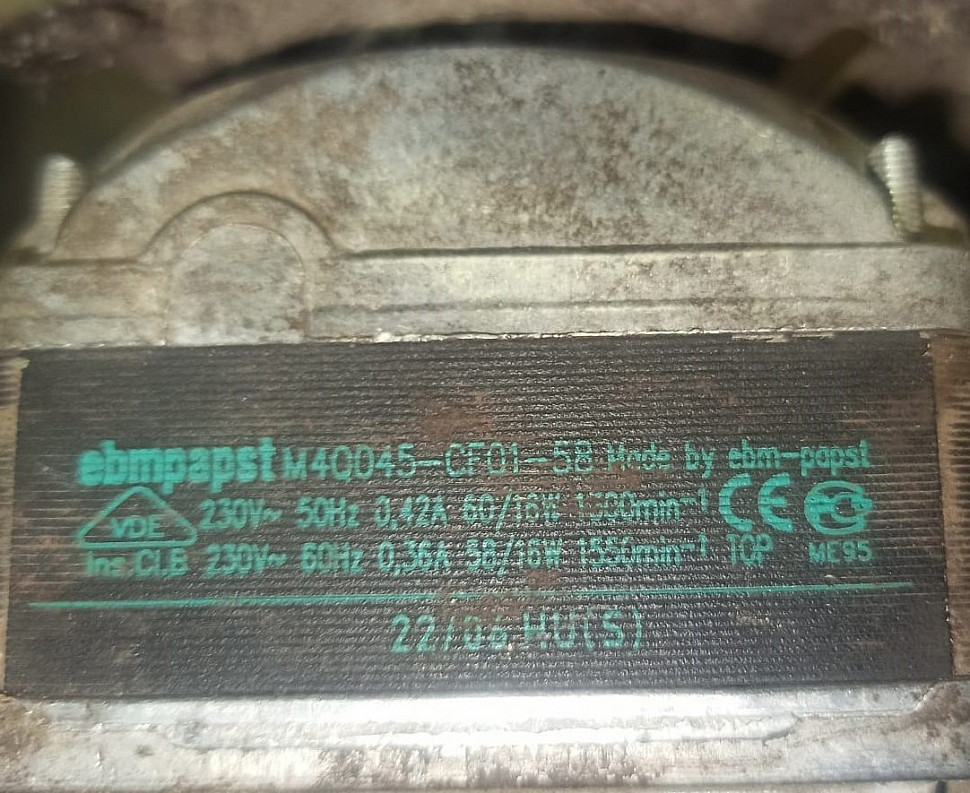 ebmpapst M4Q045-CF01-58 Made by ebm-papst
VDE 230V~ 50Hz 0,42A 60/16W 1300min-1 CE
Ins.Cl.B 230V~ 60Hz 0,36A 58/16W 1550min-1 TOP ME95
22/06 HU(S)